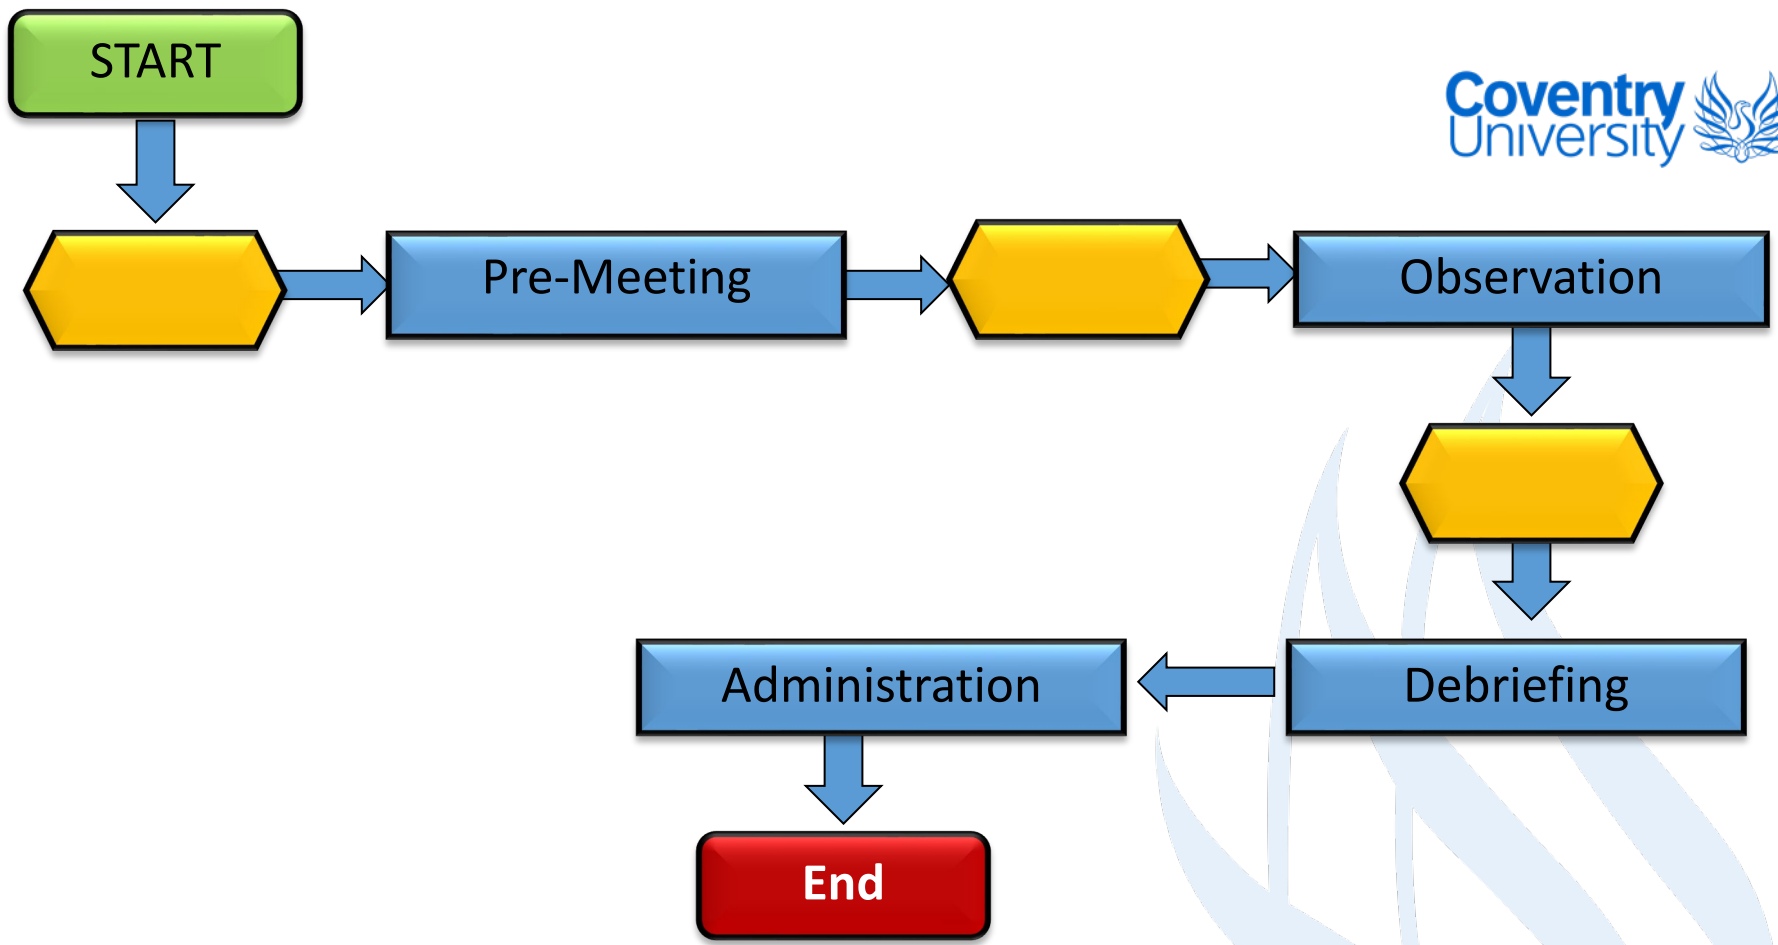 START
Coventry
University
Pre-Meeting
Observation
Administration
Debriefing
End